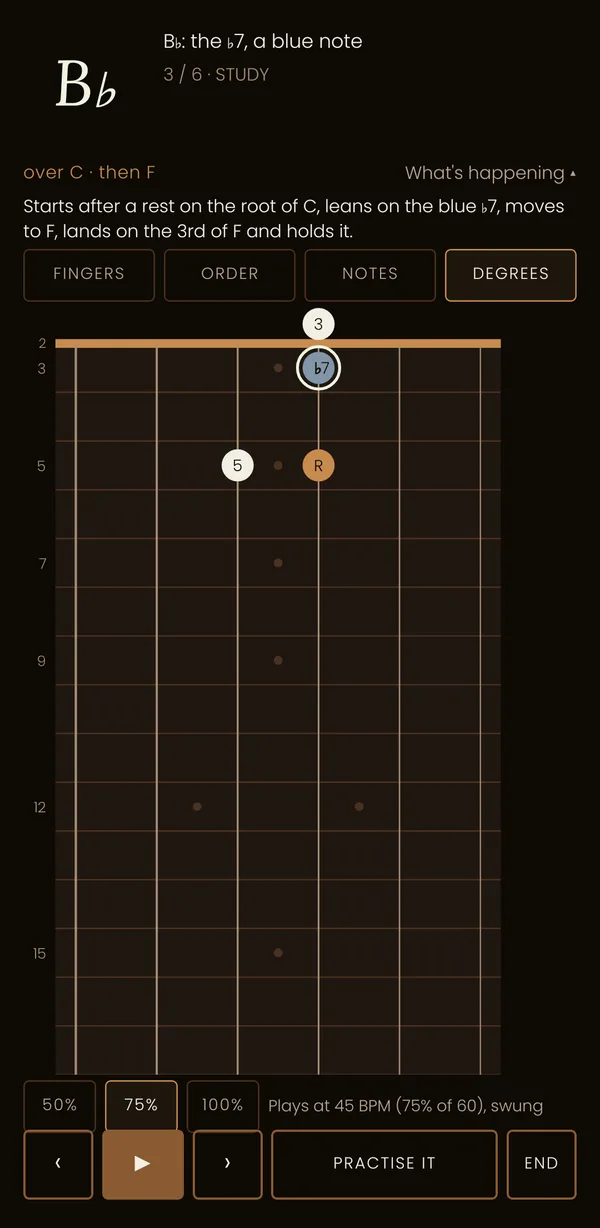 B♭
B♭: the ♭7, a blue note
3 / 6 · STUDY
over C · then F
What's happening ▴
Starts after a rest on the root of C, leans on the blue ♭7, moves
to F, lands on the 3rd of F and holds it.
FINGERS
ORDER
NOTES
DEGREES
3
2
3
♭7
5
5
R
7
9
12
15
50%
75%
100%
Plays at 45 BPM (75% of 60), swung
‹
▶
›
PRACTISE IT
END